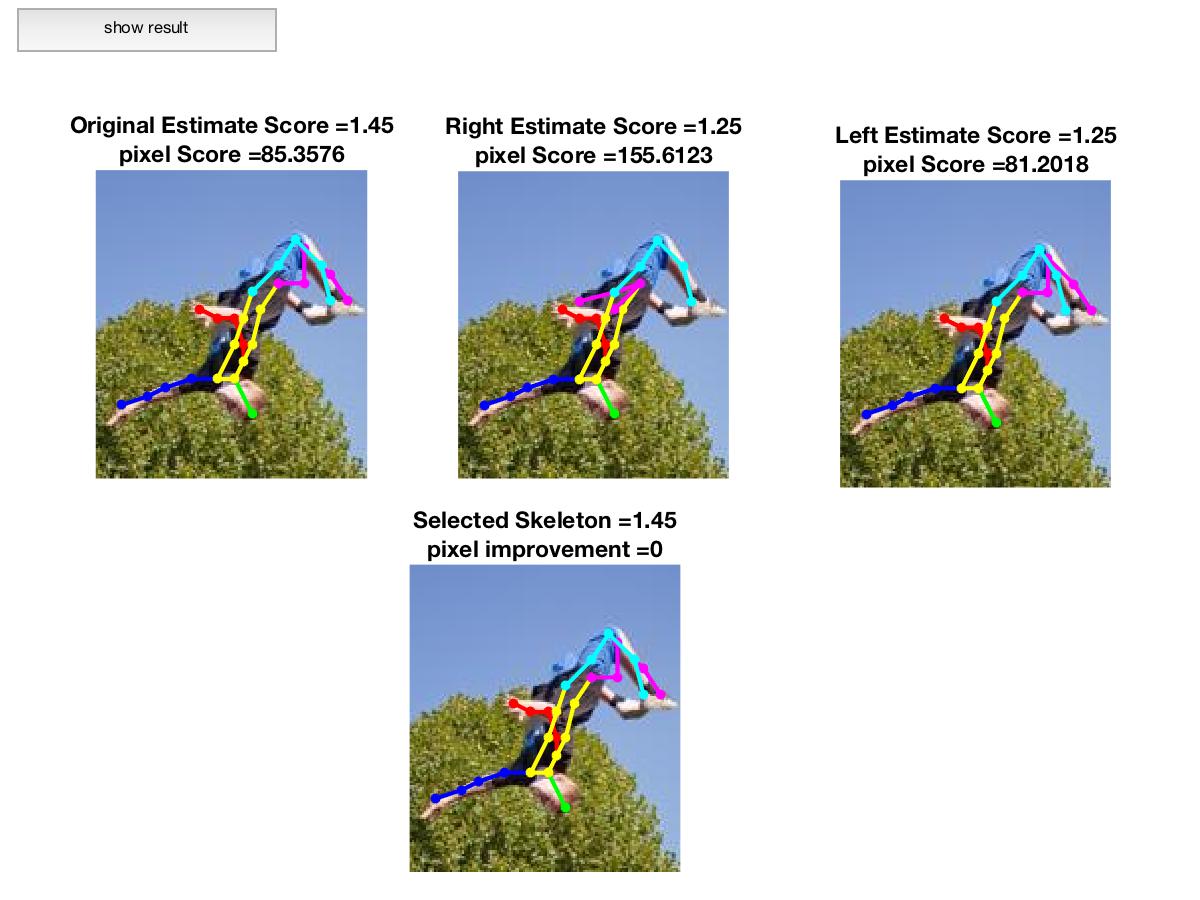 show result
Original Estimate Score =1.45
pixel Score =85.3576
Right Estimate Score =1.25
pixel Score =155.6123
Left Estimate Score =1.25
pixel Score =81.2018
Selected Skeleton =1.45
pixel improvement =0